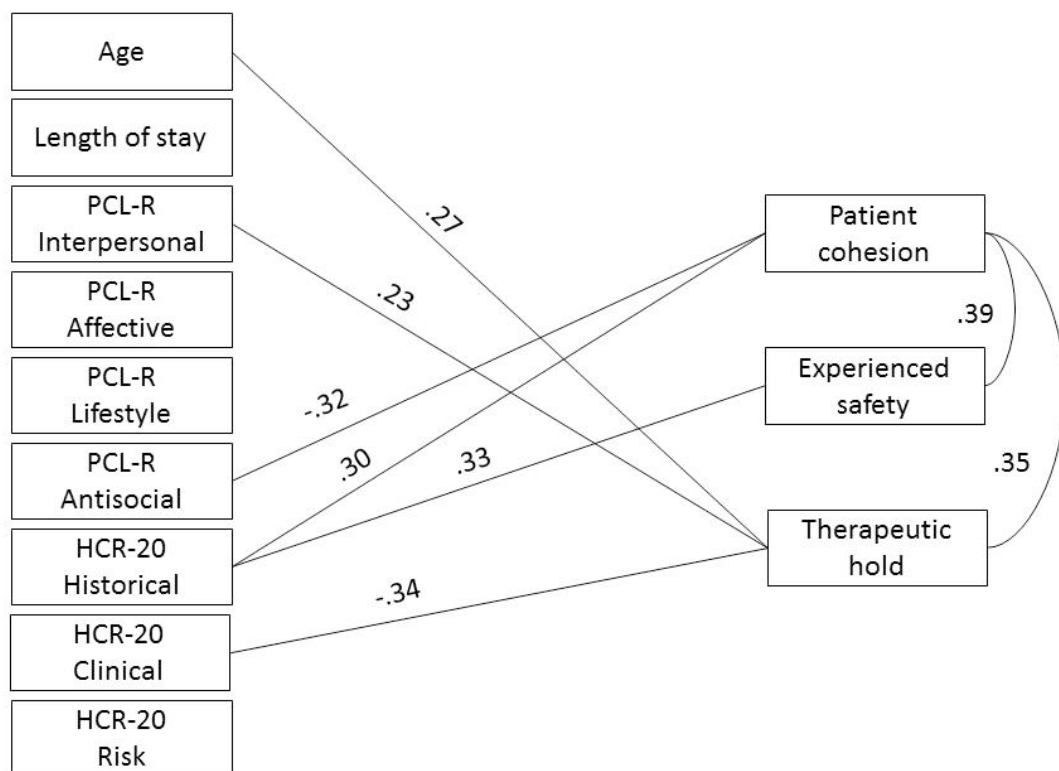 Age
Length of stay
PCL-R
Interpersonal
PCL-R
Affective
PCL-R
Lifestyle
PCL-R
Antisocial
HCR-20
Historical
HCR-20
Clinical
HCR-20
Risk
.27
.23
-.32
.30
.33
-.34
Patient
cohesion
Experienced
safety
Therapeutic
hold
.39
.35